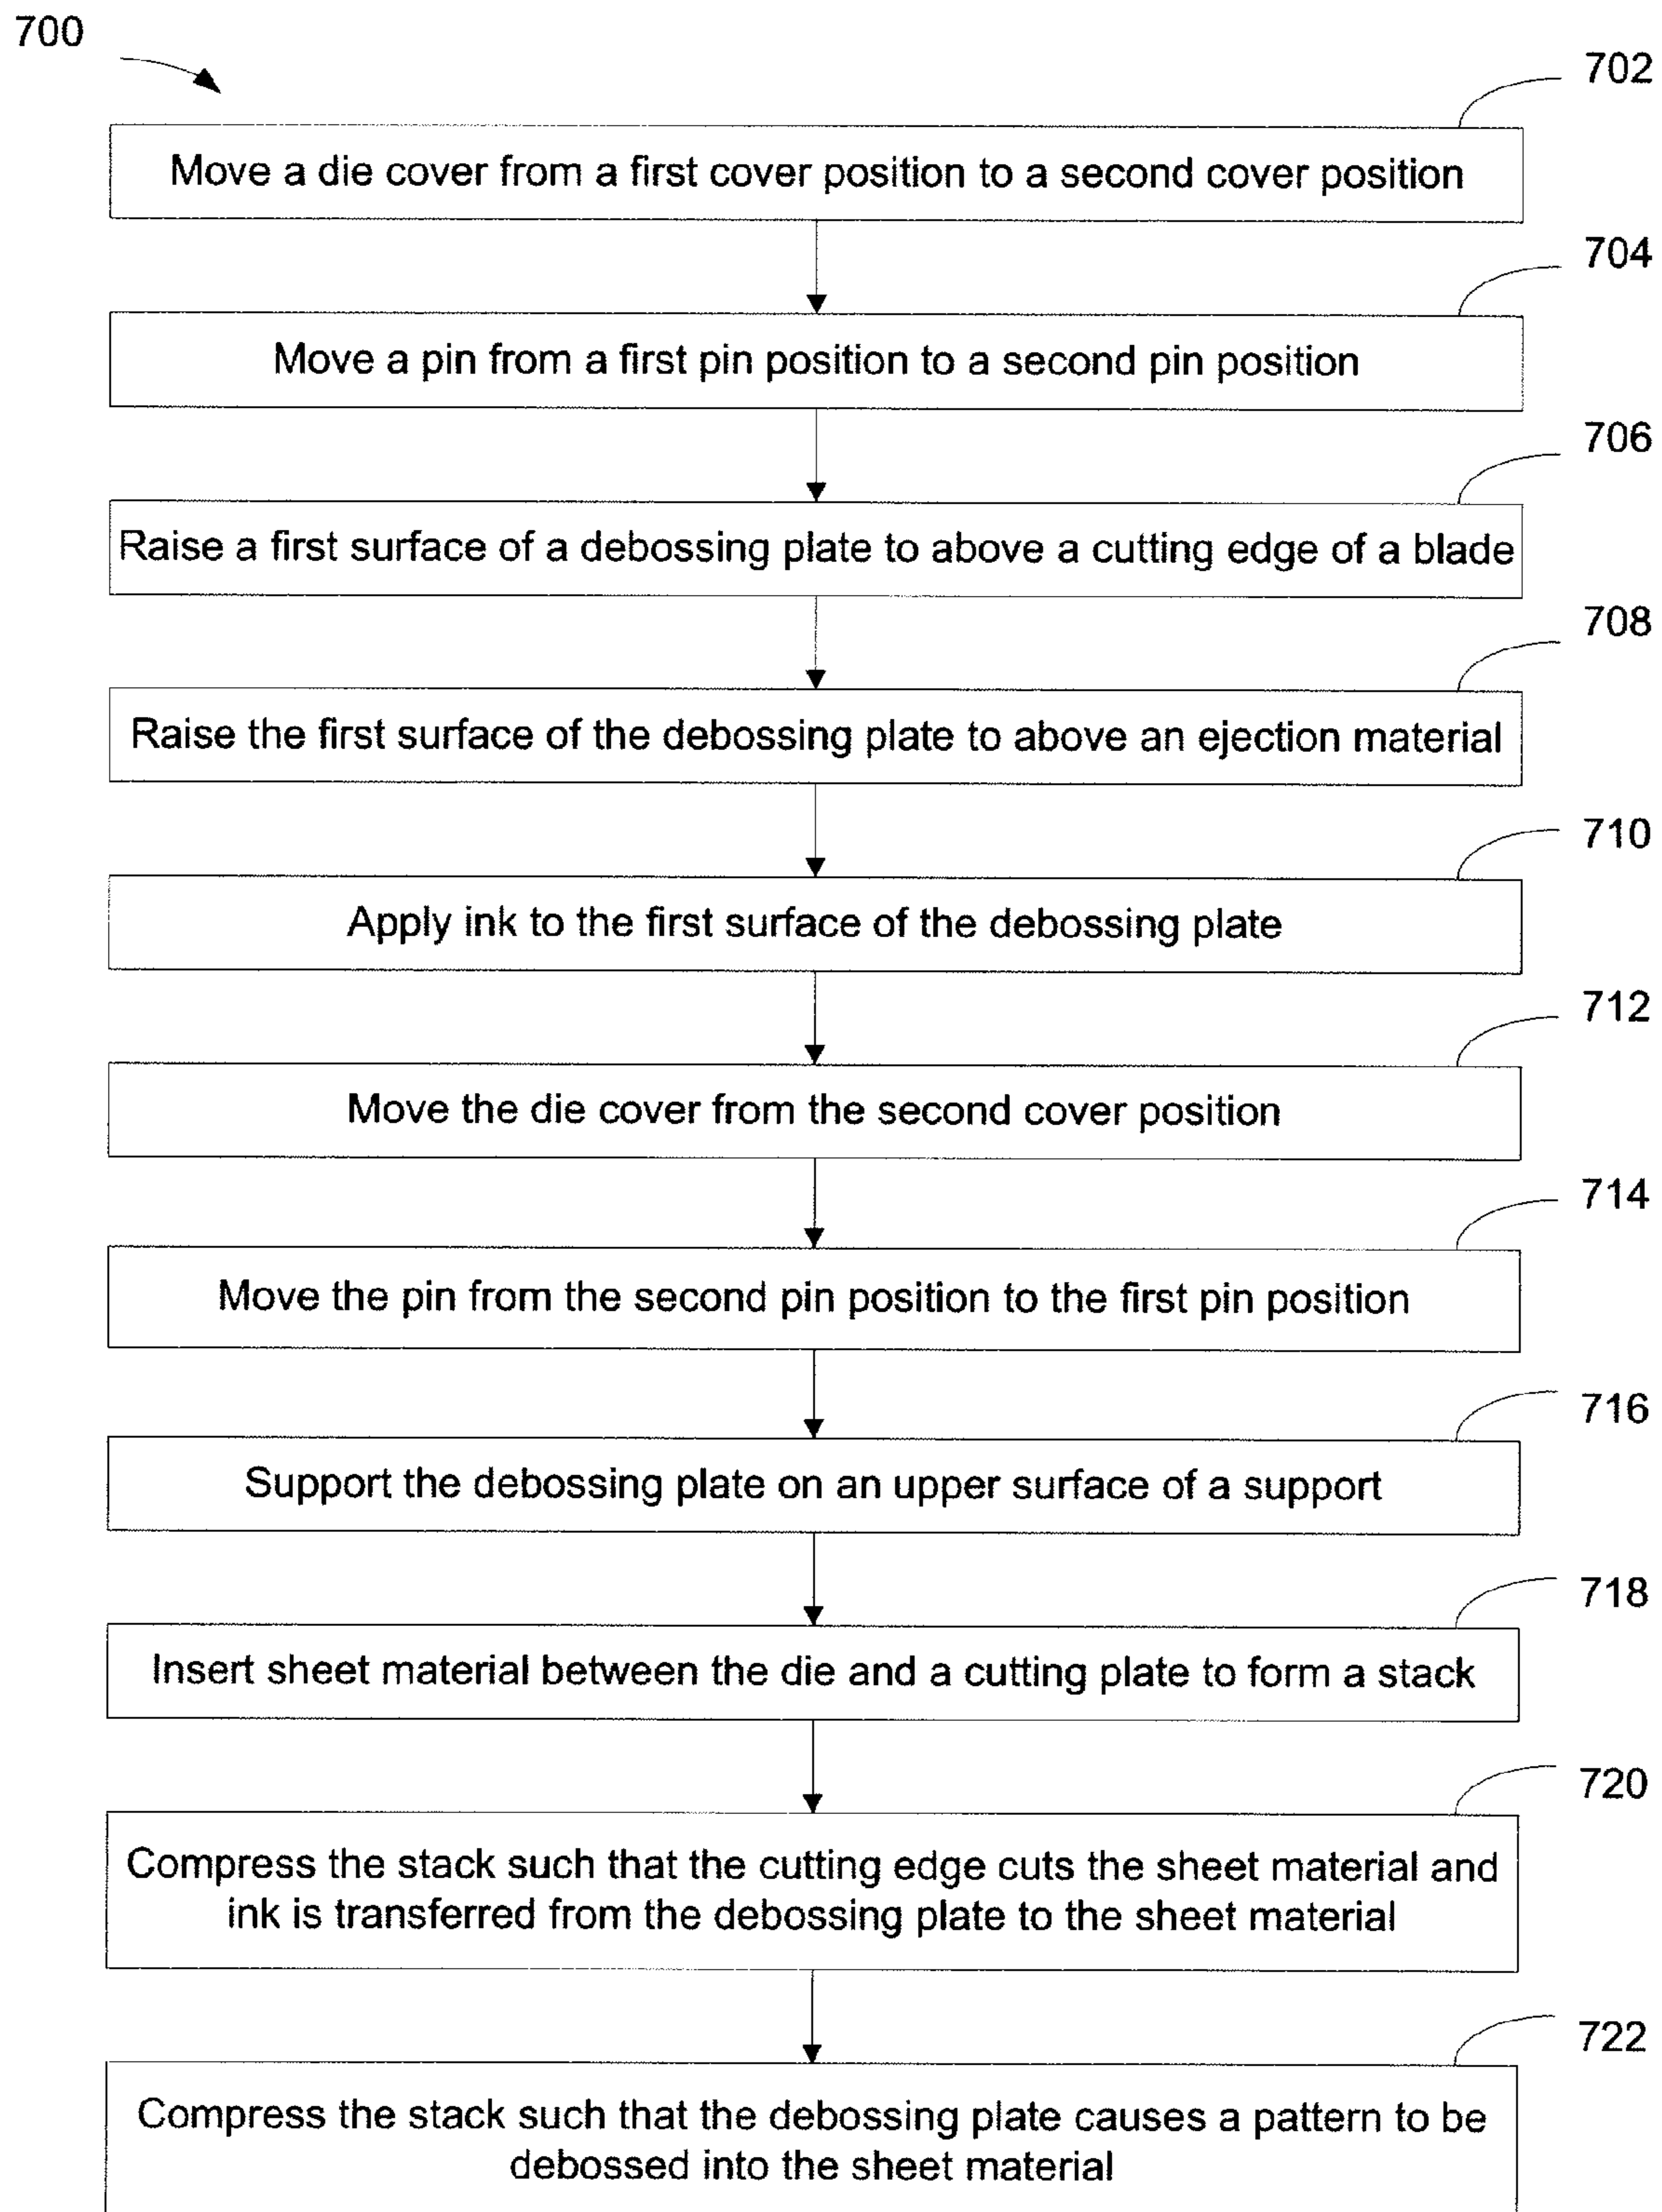 700
702
Move a die cover from a first cover position to a second cover position
704
Move a pin from a first pin position to a second pin position
706
Raise a first surface of a debossing plate to above a cutting edge of a blade
708
Raise the first surface of the debossing plate to above an ejection material
710
Apply ink to the first surface of the debossing plate
712
Move the die cover from the second cover position
714
Move the pin from the second pin position to the first pin position
716
Support the debossing plate on an upper surface of a support
718
Insert sheet material between the die and a cutting plate to form a stack
720
Compress the stack such that the cutting edge cuts the sheet material and
ink is transferred from the debossing plate to the sheet material
722
Compress the stack such that the debossing plate causes a pattern to be
debossed into the sheet material